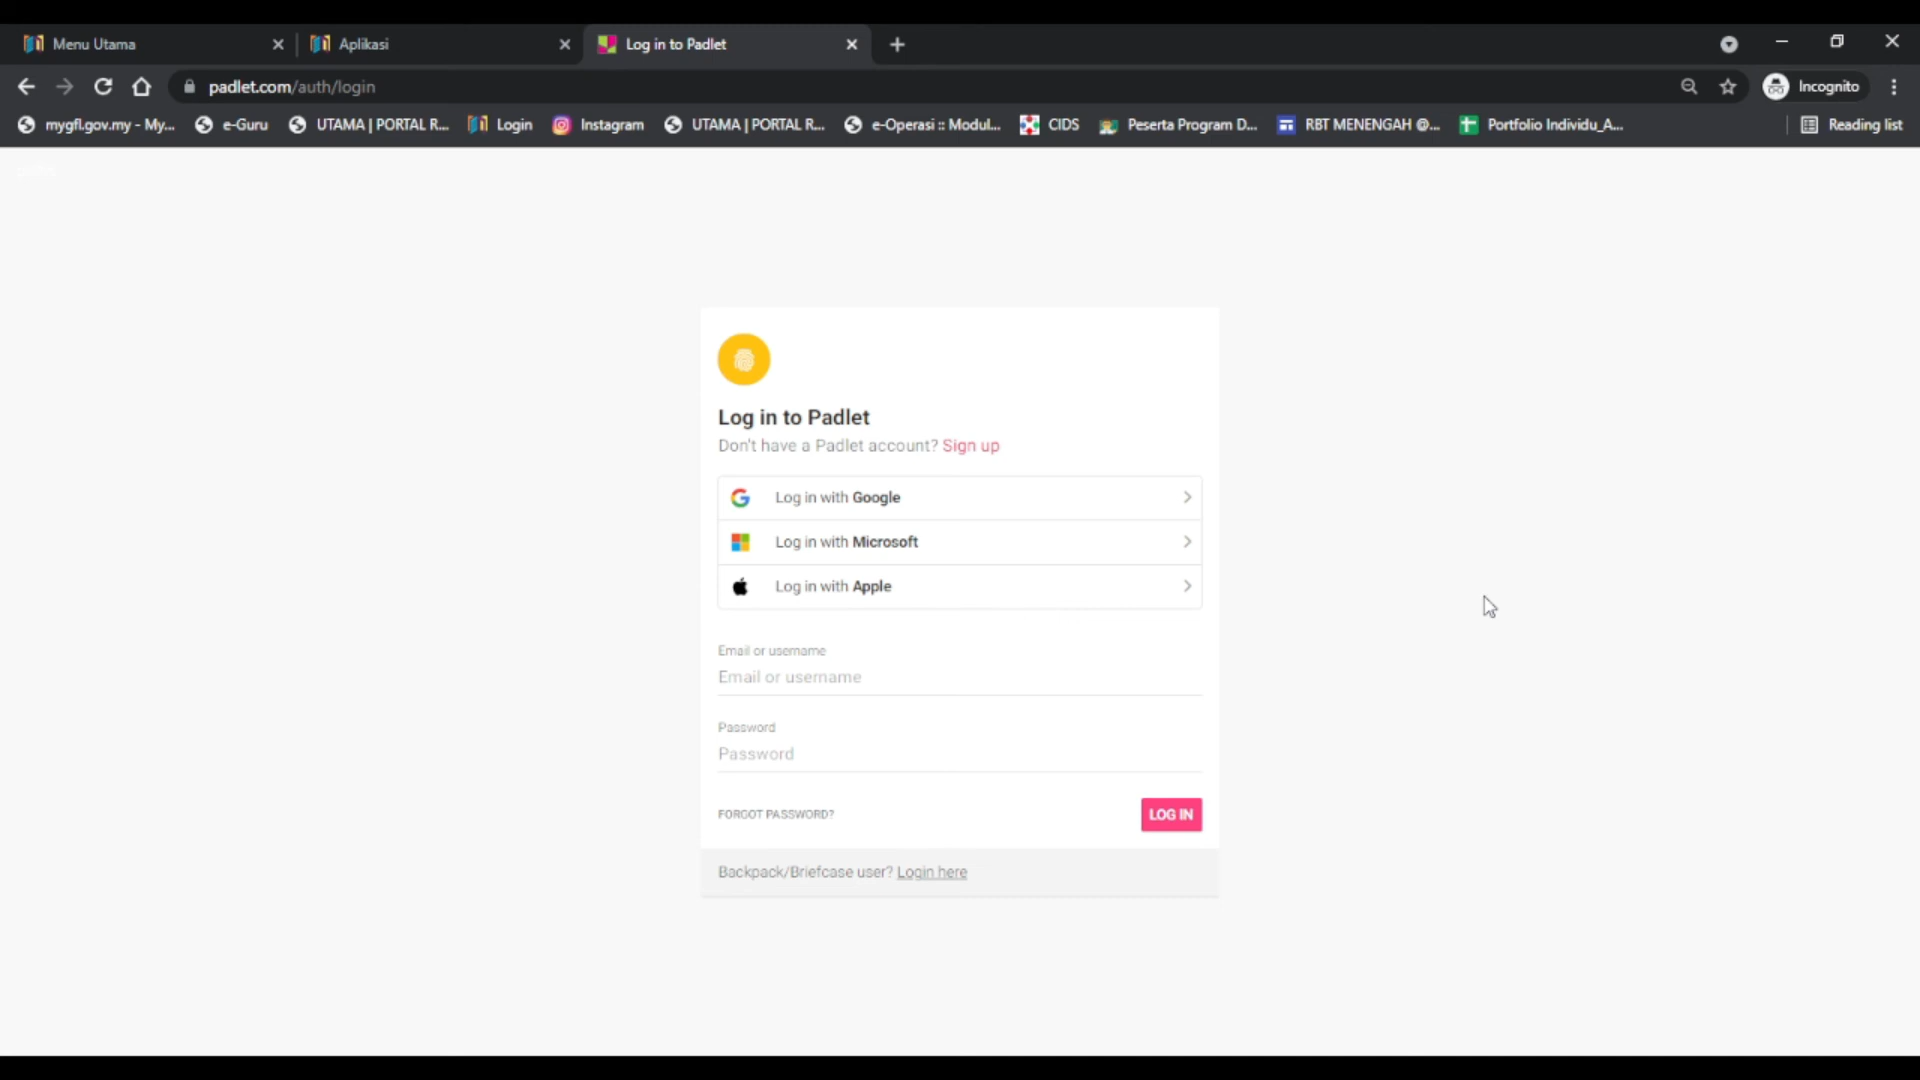 Menu Utama
Aplikasi
Log in to Padlet
padlet.com/auth/login
Incognito
mygfl.gov.my - My...
e-Guru
UTAMA | PORTAL R...
Login
Instagram
UTAMA | PORTAL R...
e-Operasi :: Modul...
CIDS
Peserta Program D...
RBT MENENGAH @...
Portfolio Individu_A...
Reading list
Log in to Padlet
Don't have a Padlet account? Sign up
Log in with Google
Log in with Microsoft
Log in with Apple
Email or username
Email or username
Password
Password
FORGOT PASSWORD?
LOG IN
Backpack/Briefcase user? Login here